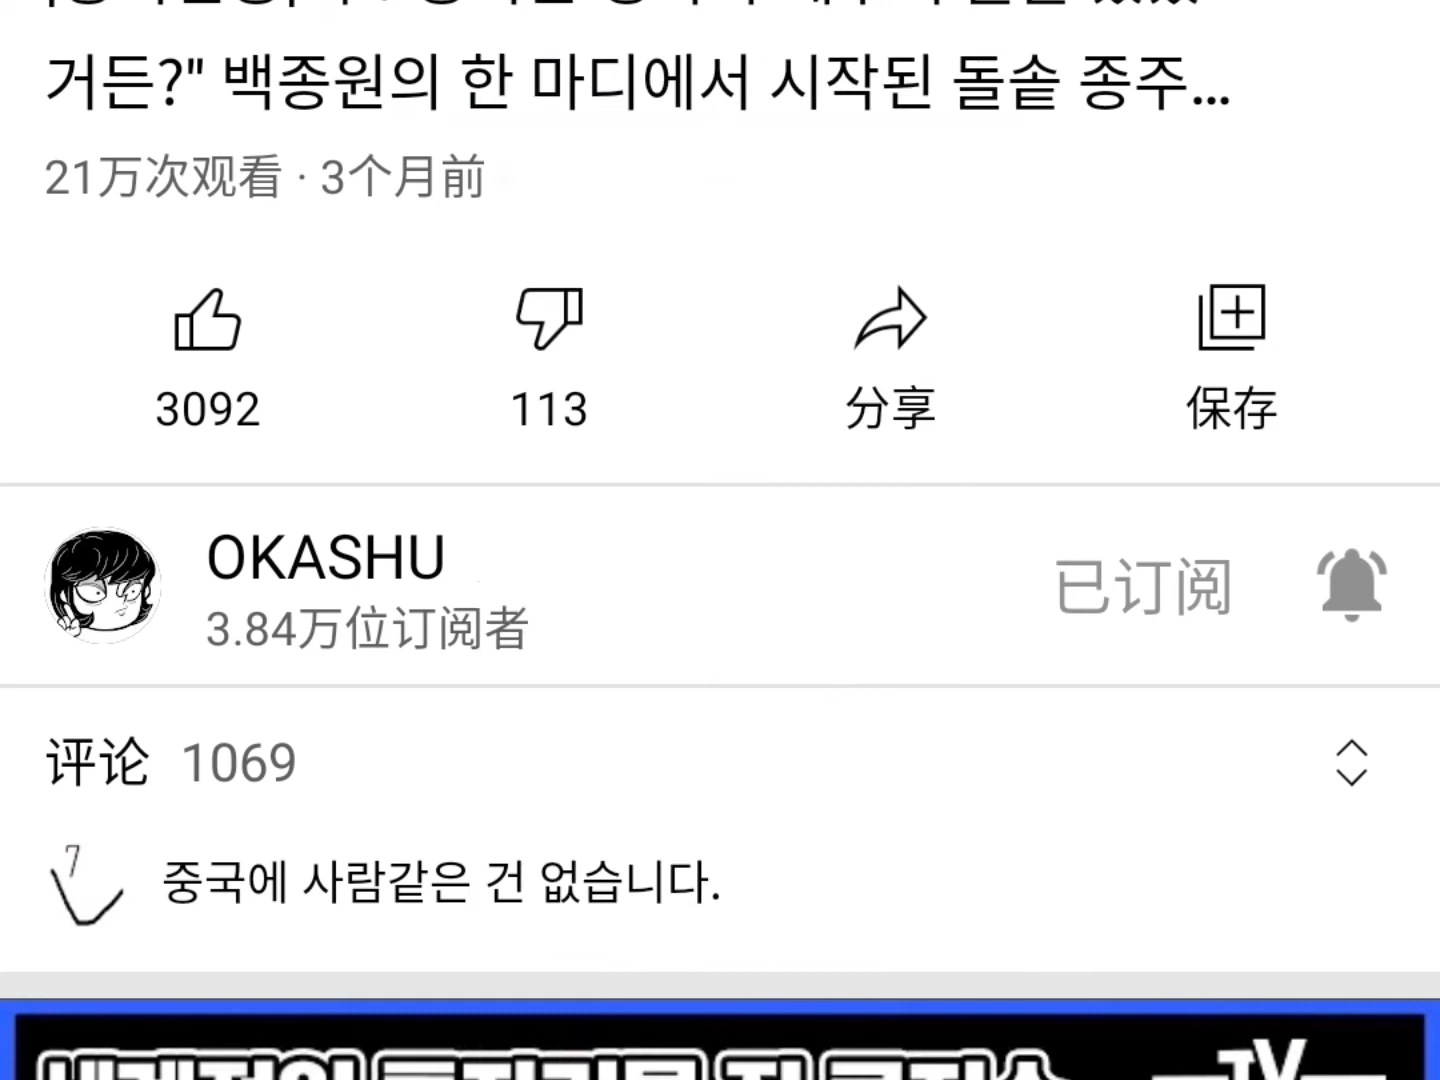 거든?" 백종원의 한 마디에서 시작된 돌솥 종주...
21万次观看 · 3个月前
3092
113
分享
保存
OKASHU
3.84万位订阅者
已订阅
评论 1069
7
중국에 사람같은 건 없습니다.
TV